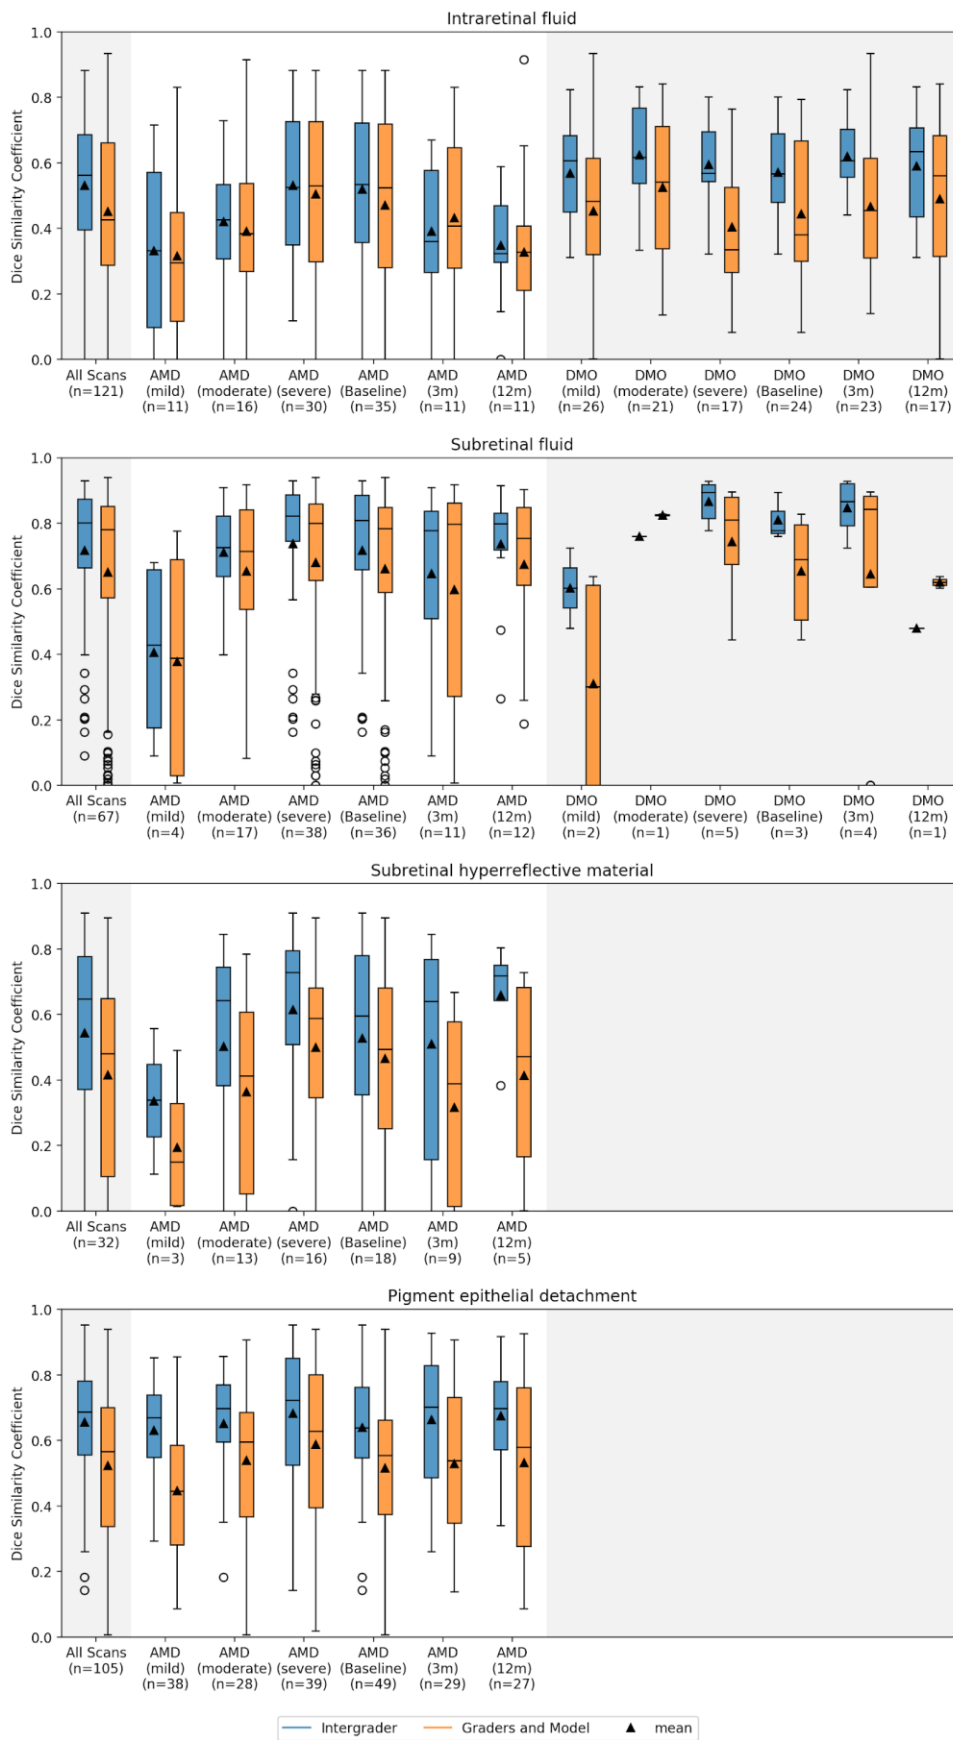 Intraretinal fluid
1.0
0.8
0.6
0.4
0.2
0.0
Dice Similarity Coefficient
All Scans AMD AMD AMD AMD AMD AMD DMO DMO DMO DMO DMO DMO
(n=121) (mild) (moderate) (severe) (Baseline) (3m) (12m) (mild) (moderate) (severe) (Baseline) (3m) (12m)
(n=11) (n=16) (n=30) (n=35) (n=11) (n=11) (n=26) (n=21) (n=17) (n=24) (n=23) (n=17)
Subretinal fluid
1.0
0.8
0.6
0.4
0.2
0.0
Dice Similarity Coefficient
All Scans AMD AMD AMD AMD AMD AMD DMO DMO DMO DMO DMO DMO
(n=67) (mild) (moderate) (severe) (Baseline) (3m) (12m) (mild) (moderate) (severe) (Baseline) (3m) (12m)
(n=4) (n=17) (n=38) (n=36) (n=11) (n=12) (n=2) (n=1) (n=5) (n=3) (n=4) (n=1)
Subretinal hyperreflective material
1.0
0.8
0.6
0.4
0.2
0.0
Dice Similarity Coefficient
All Scans AMD AMD AMD AMD AMD AMD
(n=32) (mild) (moderate) (severe) (Baseline) (3m) (12m)
(n=3) (n=13) (n=16) (n=18) (n=9) (n=5)
Pigment epithelial detachment
1.0
0.8
0.6
0.4
0.2
0.0
Dice Similarity Coefficient
All Scans AMD AMD AMD AMD AMD AMD
(n=105) (mild) (moderate) (severe) (Baseline) (3m) (12m)
(n=38) (n=28) (n=39) (n=49) (n=29) (n=27)
Intergrader Graders and Model mean